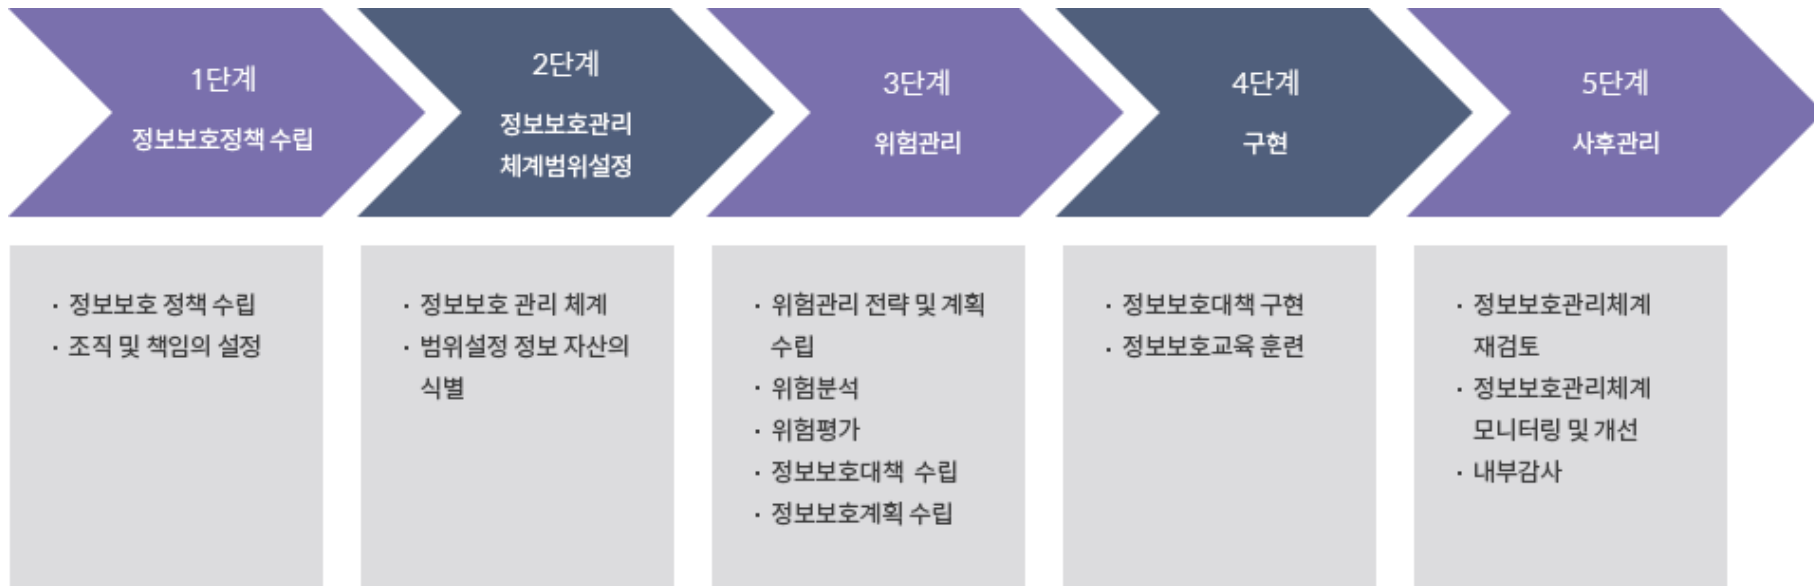 1단계
정보보호정책 수립
2단계
정보보호관리
체계범위설정
3단계
위험관리
4단계
구현
5단계
사후관리
· 정보보호 정책 수립
· 조직 및 책임의 설정
· 정보보호 관리 체계
· 범위설정 정보 자산의
식별
· 위험관리 전략 및 계획
수립
· 위험분석
· 위험평가
· 정보보호대책 수립
· 정보보호계획 수립
· 정보보호대책 구현
· 정보보호교육 훈련
· 정보보호관리체계
재검토
· 정보보호관리체계
모니터링 및 개선
· 내부감사